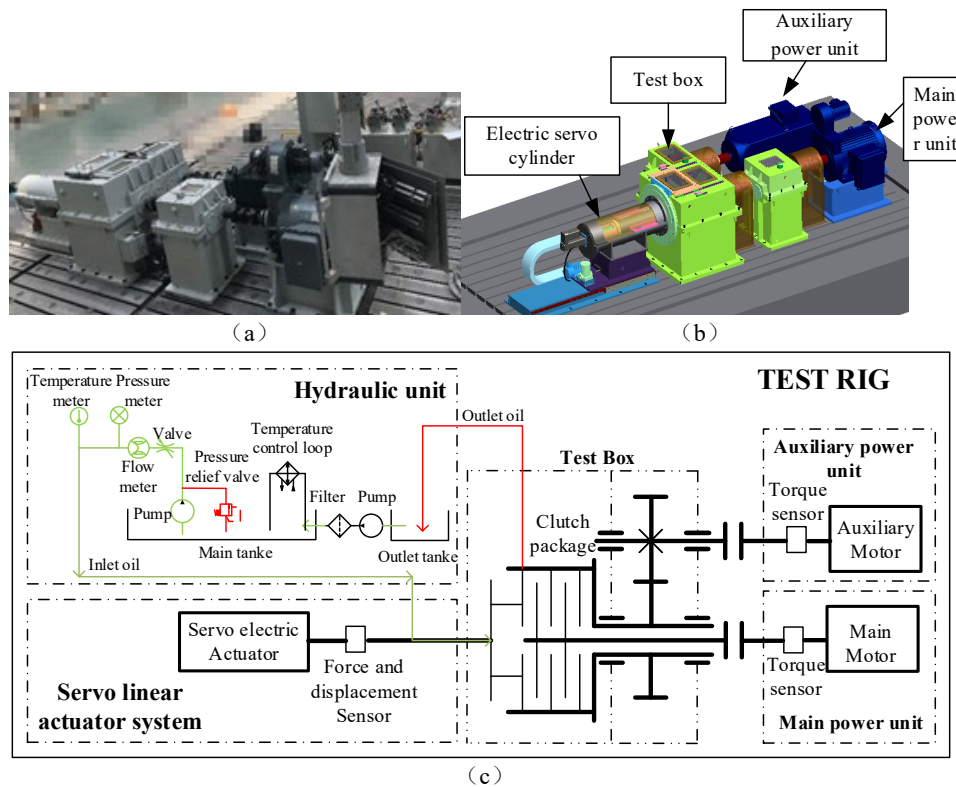 Auxiliary
power unit
Test box
Main
powe
r unit
Electric servo
cylinder
（a）
（b）
Temperature Pressure
meter meter
Hydraulic unit
TEST RIG
Valve
Temperature
control loop
Outlet oil
Flow
meter
Pressure
relief valve
Pump
Filter Pump
Main tanke
Outlet tanke
Inlet oil
Test Box
Clutch
package
Auxiliary power
unit
Torque
sensor
Auxiliary
Motor
Servo electric
Actuator
Force and
displacement
Sensor
Servo linear
actuator system
Main
Motor
Torque
sensor
Main power unit
（c）